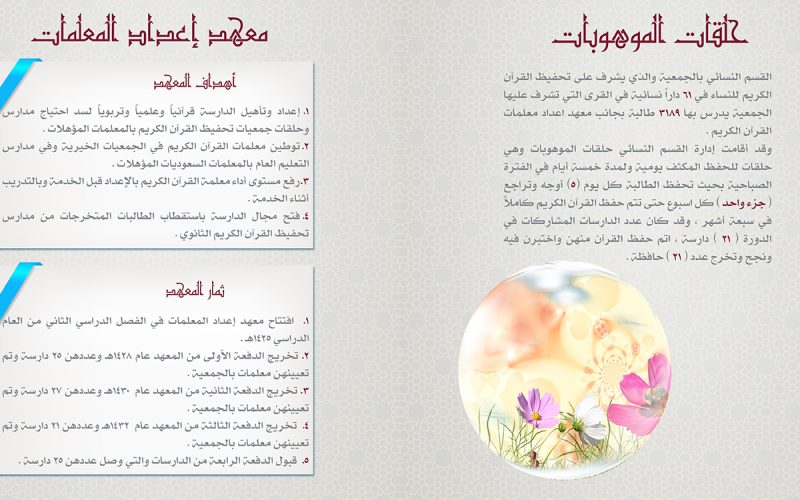 حلقات الموهوبات
القسم النسائي بالجمعية والذي يشرف على تحفيظ القرآن
الكريم للنساء في ٦١ داراً نسائية في القرى التي تشرف عليها
الجمعية يدرس بها ٣١٨٩ طالبة بجانب معهد اعداد معلمات
القرآن الكريم .
وقد أقامت إدارة القسم النسائي حلقات الموهوبات وهي
حلقات للحفظ المكثف يومية ولمدة خمسة أيام في الفترة
الصباحية بحيث تحفظ الطالبة كل يوم (٥) أوجه وتراجع
( جزء واحد ) كل اسبوع حتى تتم حفظ القرآن الكريم كاملاً
في سبعة أشهر ، وقد كان عدد الدارسات المشاركات في
الدورة ( ٢١ ) دارسة ، اتم حفظ القرآن منهن واختبرن فيه
ونجح وتخرج عدد ( ٢١ ) حافظة .
معهد إعداد المعلمات
أهداف المعهد
١. إعداد وتأهيل الدارسة قرآنياً وعلمياً وتربوياً لسد احتياج مدارس
وحلقات جمعيات تحفيظ القرآن الكريم بالمعلمات المؤهلات .
٢. توطين معلمات القرآن الكريم في الجمعيات الخيرية وفي مدارس
التعليم العام بالمعلمات السعوديات المؤهلات .
٣. رفع مستوى أداء معلمة القرآن الكريم بالإعداد قبل الخدمة وبالتدريب
أثناء الخدمة .
٤. فتح مجال الدارسة باستقطاب الطالبات المتخرجات من مدارس
تحفيظ القرآن الكريم الثانوي .
ثمار المعهد
١. افتتاح معهد إعداد المعلمات في الفصل الدراسي الثاني من العام
الدراسي ١٤٢٥هـ .
٢. تخريج الدفعة الأولى من المعهد عام ١٤٢٨هـ وعددهن ٢٥ دارسة وتم
تعيينهن معلمات بالجمعية .
٣. تخريج الدفعة الثانية من المعهد عام ١٤٣٠هـ وعددهن ٢٧ دارسة وتم
تعيينهن معلمات بالجمعية .
٤. تخريج الدفعة الثالثة من المعهد عام ١٤٣٢هـ وعددهن ٢١ دارسة وتم
تعيينهن معلمات بالجمعية .
٥. قبول الدفعة الرابعة من الدارسات والتي وصل عددهن ٢٥ دارسة .